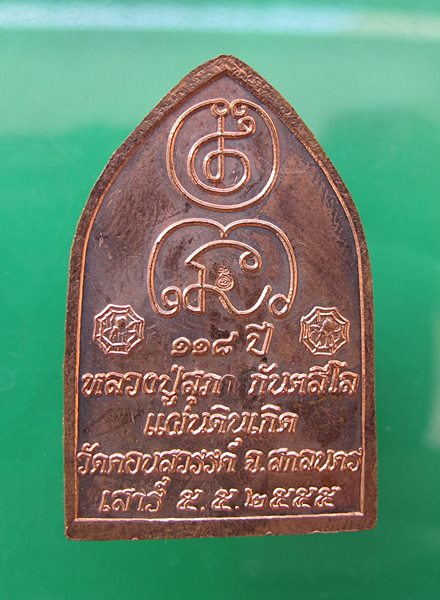 ๑๑๘ ปี
หลวงปู่สุภา กันตสีโล
แผ่นดินเกิด
วัดคอนสวรรค์ จ.สกลนคร
เสาร์ ๕.๕.๒๕๕๕